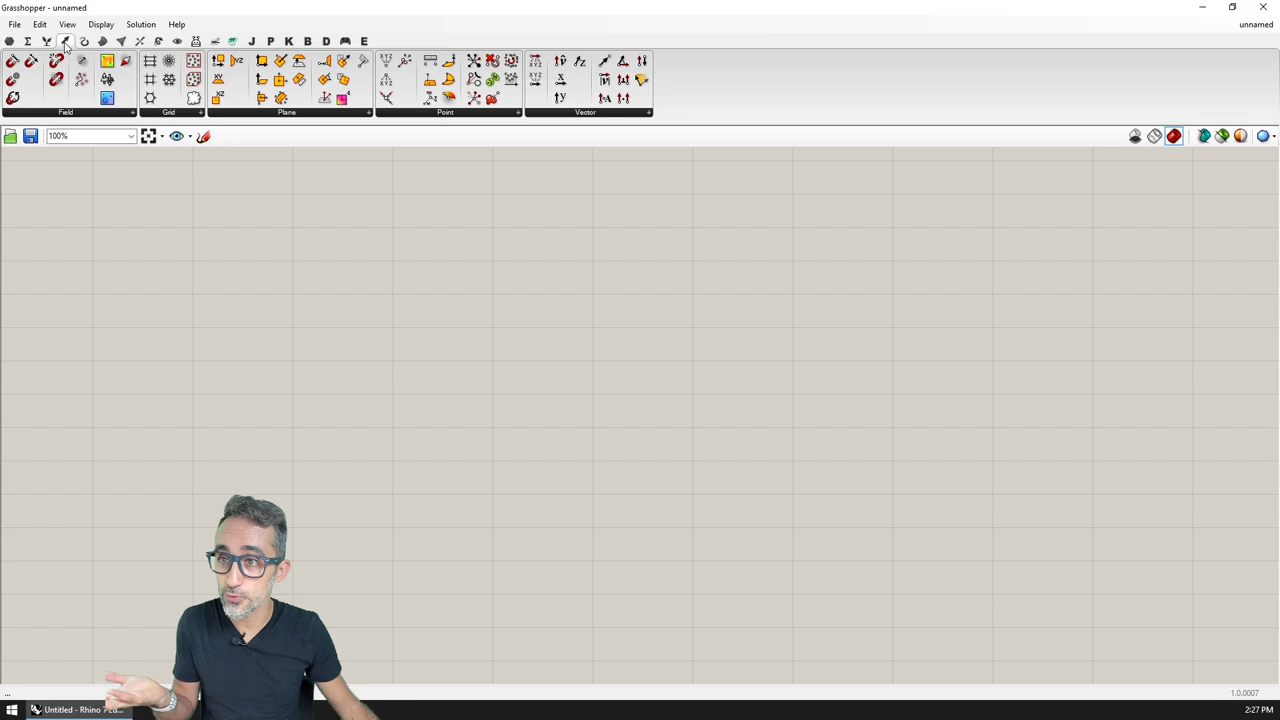 Grasshopper - unnamed
File Edit View Display Solution Help
unnamed
J P K B D E
Field Grid Plane Point Vector
100%
...
1.0.0007
Untitled - Rhino 7
2:27 PM